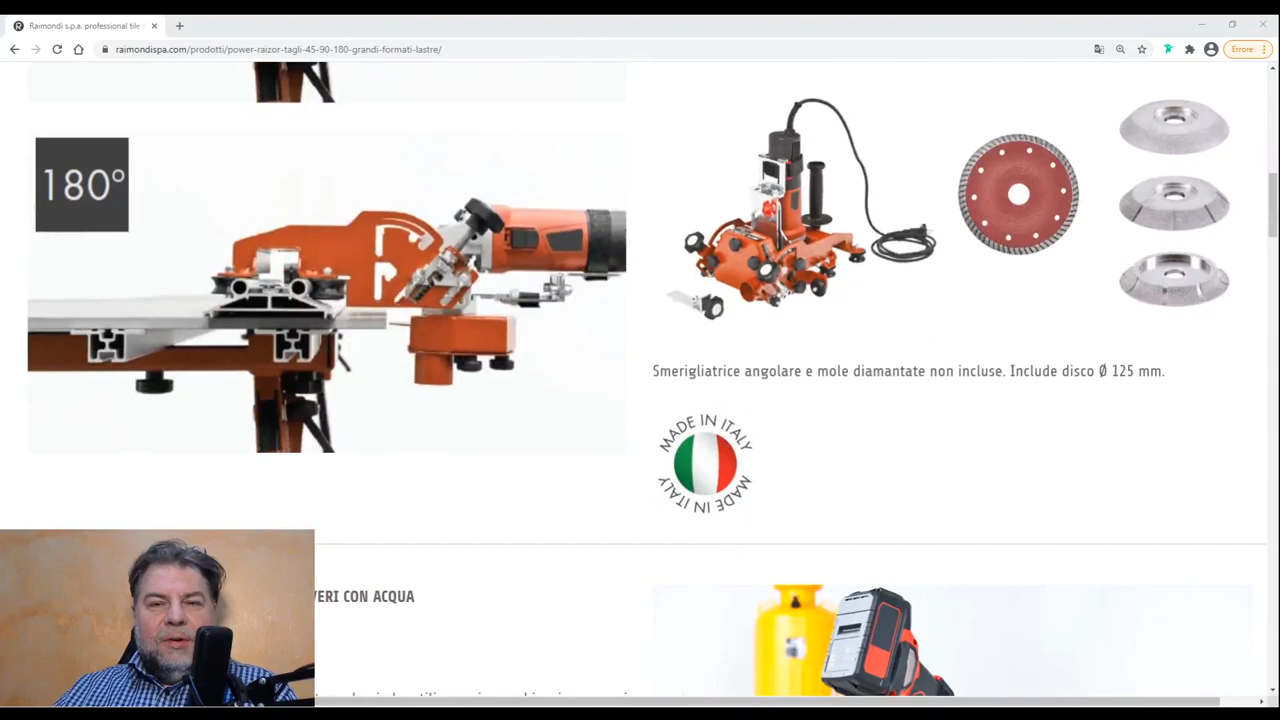 Raimondi s.p.a. professional tile
raimondispa.com/prodotti/power-raizor-tagli-45-90-180-grandi-formati-lastre/
Errore
180°
Smerigliatrice angolare e mole diamantate non incluse. Include disco Ø 125 mm.
MADE IN ITALY
MADE IN ITALY
VERI CON ACQUA